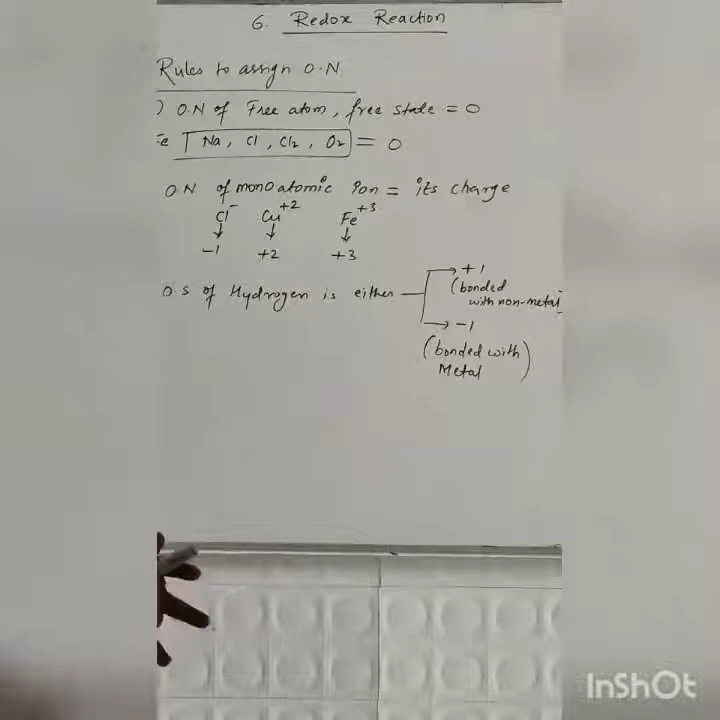 6. Redox Reaction
Rules to assign O.N
) O.N of Free atom, free state = 0
Na, Cl, Cl2, O2 = 0
O.N of monoatomic ion = its charge
Cl- Cu+2 Fe+3
-1 +2 +3
O.S of Hydrogen is either
+1
(bonded
with non-metal
-1
(bonded with)
Metal
InShOt